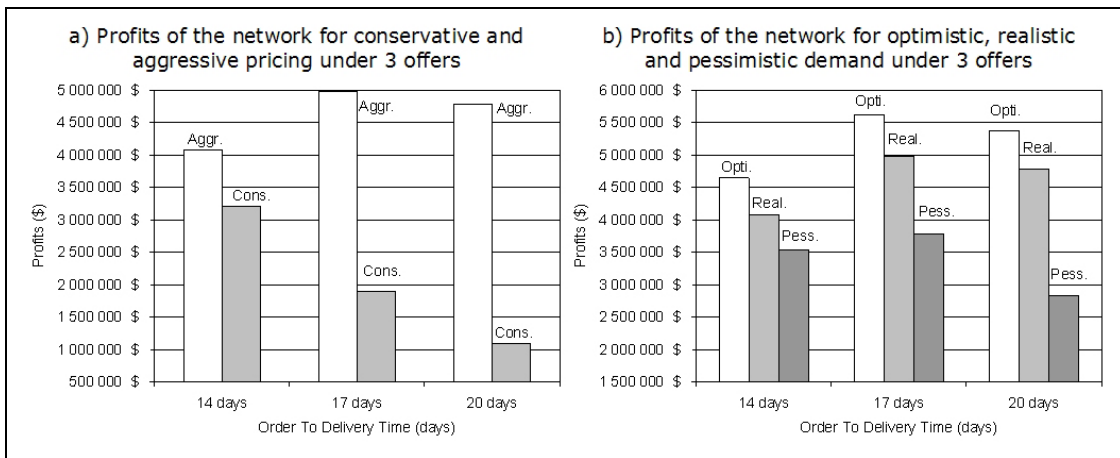 a) Profits of the network for conservative and
aggressive pricing under 3 offers
5 000 000 $
4 500 000 $
4 000 000 $
3 500 000 $
3 000 000 $
2 500 000 $
2 000 000 $
1 500 000 $
1 000 000 $
500 000 $
Profits ($)
Aggr.
Cons.
Aggr.
Cons.
Aggr.
Cons.
14 days
17 days
20 days
Order To Delivery Time (days)
b) Profits of the network for optimistic, realistic
and pessimistic demand under 3 offers
6 000 000 $
5 500 000 $
5 000 000 $
4 500 000 $
4 000 000 $
3 500 000 $
3 000 000 $
2 500 000 $
2 000 000 $
1 500 000 $
Profits ($)
Opti.
Real.
Pess.
Opti.
Real.
Pess.
Opti.
Real.
Pess.
14 days
17 days
20 days
Order To Delivery Time (days)